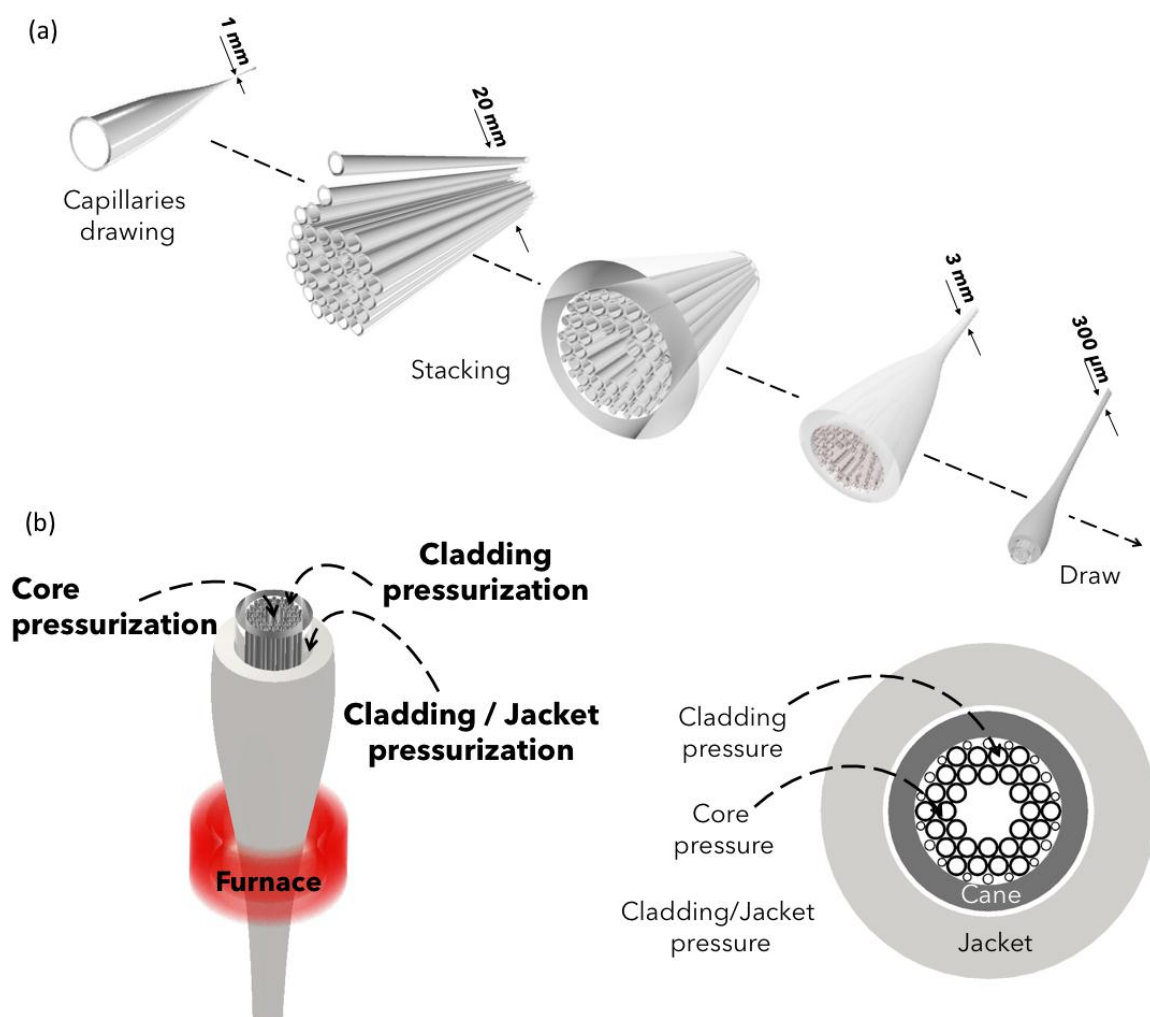 (a)
1 mm
20 mm
Capillaries
drawing
3 mm
Stacking
300 μm
Draw
(b)
Core
pressurization
Cladding
pressurization
Cladding / Jacket
pressurization
Furnace
Cladding
pressure
Core
pressure
Cladding/Jacket
pressure
Cane
Jacket